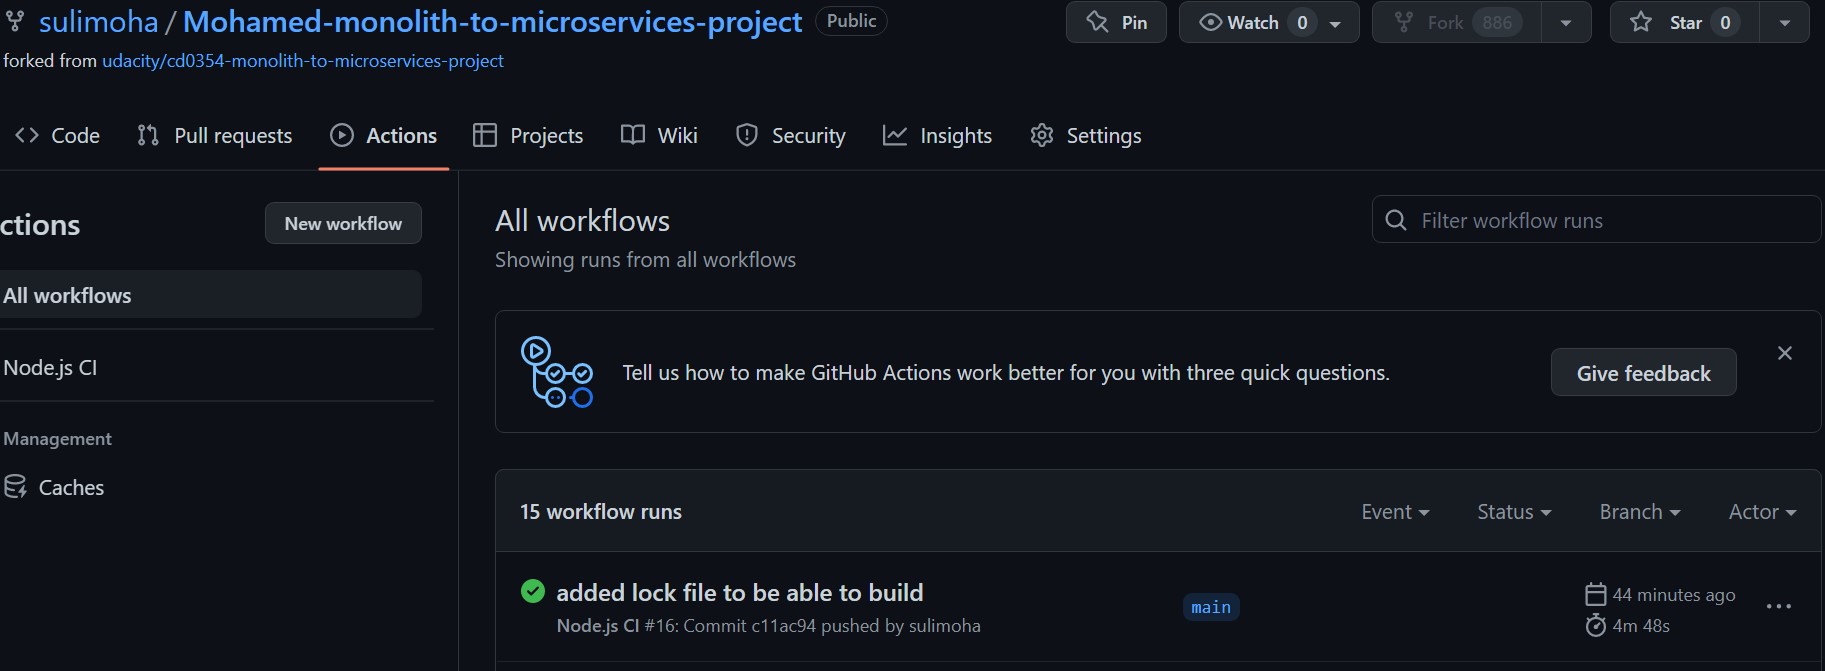 sulimoha / Mohamed-monolith-to-microservices-project Public
Pin
Watch 0
Fork 886
Star 0
forked from udacity/cd0354-monolith-to-microservices-project
Code
Pull requests
Actions
Projects
Wiki
Security
Insights
Settings
ctions
New workflow
All workflows
Node.js CI
Management
Caches
All workflows
Showing runs from all workflows
Filter workflow runs
Tell us how to make GitHub Actions work better for you with three quick questions.
Give feedback
15 workflow runs
Event
Status
Branch
Actor
added lock file to be able to build
Node.js CI #16: Commit c11ac94 pushed by sulimoha
main
44 minutes ago
4m 48s